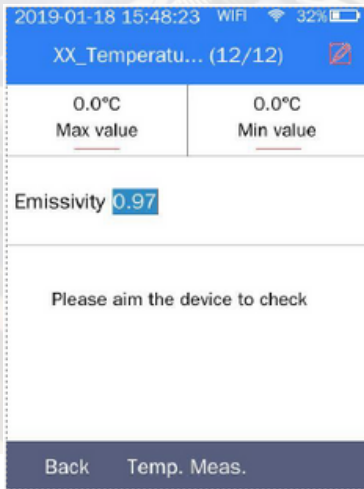 2019-01-18 15:48:23 WIFI 32%
XX_Temperatu... (12/12)
0.0°C 0.0°C
Max value Min value
Emissivity 0.97
Please aim the device to check
Back Temp. Meas.